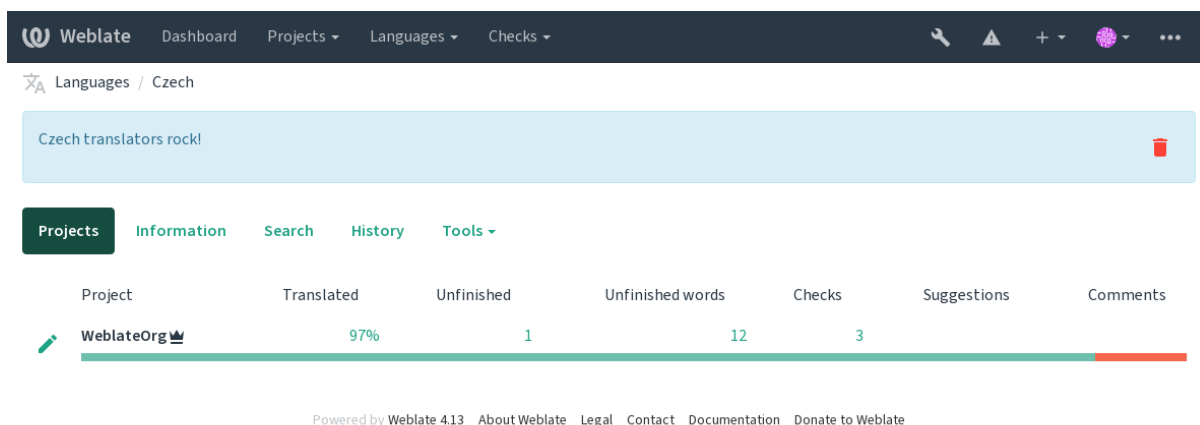 Weblate Dashboard Projects Languages Checks
Languages / Czech
Czech translators rock!
Projects Information Search History Tools
Project Translated Unfinished Unfinished words Checks Suggestions Comments
WeblateOrg 97% 1 12 3
Powered by Weblate 4.13 About Weblate Legal Contact Documentation Donate to Weblate